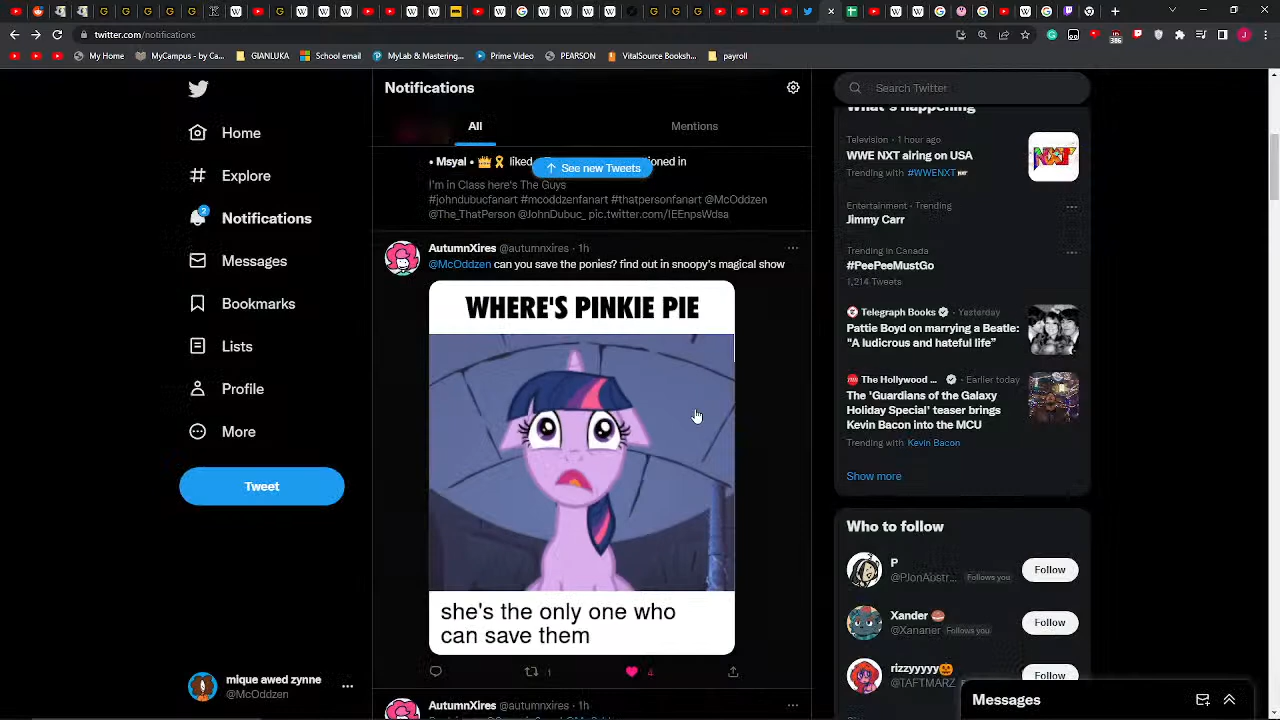 twitter.com/notifications
My Home
MyCampus - by Ca...
GIANLUKA
School email
MyLab & Mastering...
Prime Video
PEARSON
VitalSource Booksh...
payroll
Home
Explore
2
Notifications
Messages
Bookmarks
Lists
Profile
More
Tweet
mique awed zynne
@McOddzen
Notifications
All
Mentions
• Msyal • liked
See new Tweets
ioned in
I'm in Class here's The Guys
#johndubucfanart #mcoddzenfanart #thatpersonfanart @McOddzen
@The_ThatPerson @JohnDubuc_ pic.twitter.com/IEEnpsWdsa
AutumnXires @autumnxires · 1h
@McOddzen can you save the ponies? find out in snoopy's magical show
WHERE'S PINKIE PIE
she's the only one who
can save them
1
4
AutumnXires @autumnxires · 1h
Search Twitter
What's happening
Television · 1 hour ago
WWE NXT airing on USA
Trending with #WWENXT
NXT
Entertainment · Trending
Jimmy Carr
Trending in Canada
#PeePeeMustGo
1,214 Tweets
Telegraph Books · Yesterday
Pattie Boyd on marrying a Beatle:
"A ludicrous and hateful life"
The Hollywood ... · Earlier today
The 'Guardians of the Galaxy
Holiday Special' teaser brings
Kevin Bacon into the MCU
Trending with Kevin Bacon
Show more
Who to follow
P
@PJonAustr... Follows you
Follow
Xander
@Xananer Follows you
Follow
rizzyyyyy
@TAFTMARZ
Follow
Messages